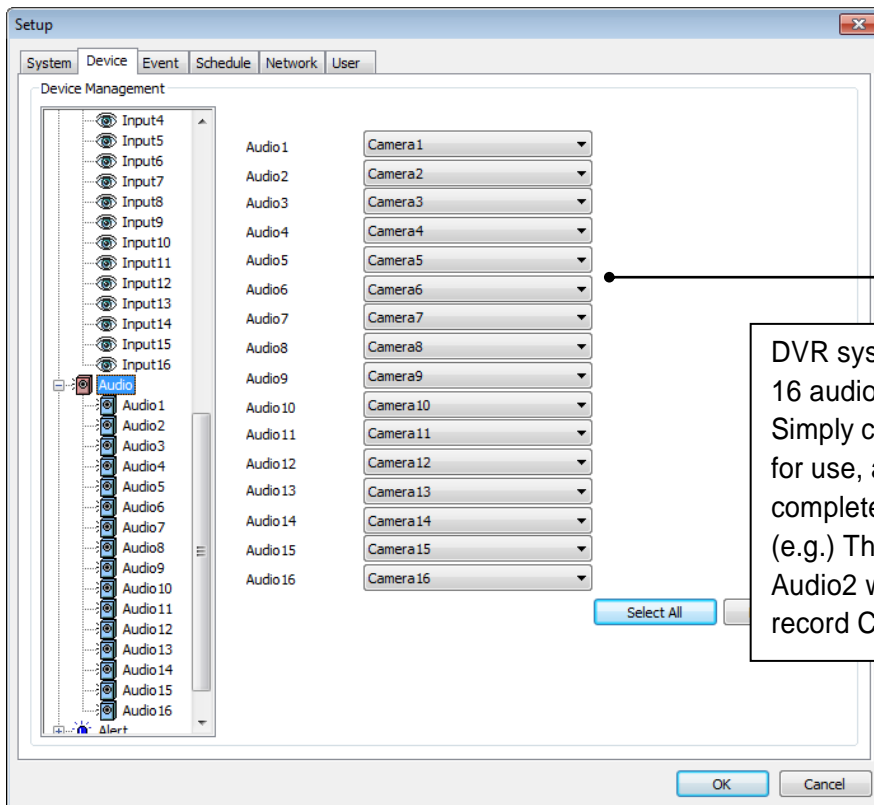 Setup
System Device Event Schedule Network User
Device Management
Input4
Input5
Input6
Input7
Input8
Input9
Input10
Input11
Input12
Input13
Input14
Input15
Input16
Audio
Audio1
Audio2
Audio3
Audio4
Audio5
Audio6
Audio7
Audio8
Audio9
Audio10
Audio11
Audio12
Audio13
Audio14
Audio15
Audio16
Alert
Audio1 Camera1
Audio2 Camera2
Audio3 Camera3
Audio4 Camera4
Audio5 Camera5
Audio6 Camera6
Audio7 Camera7
Audio8 Camera8
Audio9 Camera9
Audio10 Camera10
Audio11 Camera11
Audio12 Camera12
Audio13 Camera13
Audio14 Camera14
Audio15 Camera15
Audio16 Camera16
Select All
DVR sys
16 audio
Simply c
for use, a
complete
(e.g.) Th
Audio2 w
record C
OK Cancel